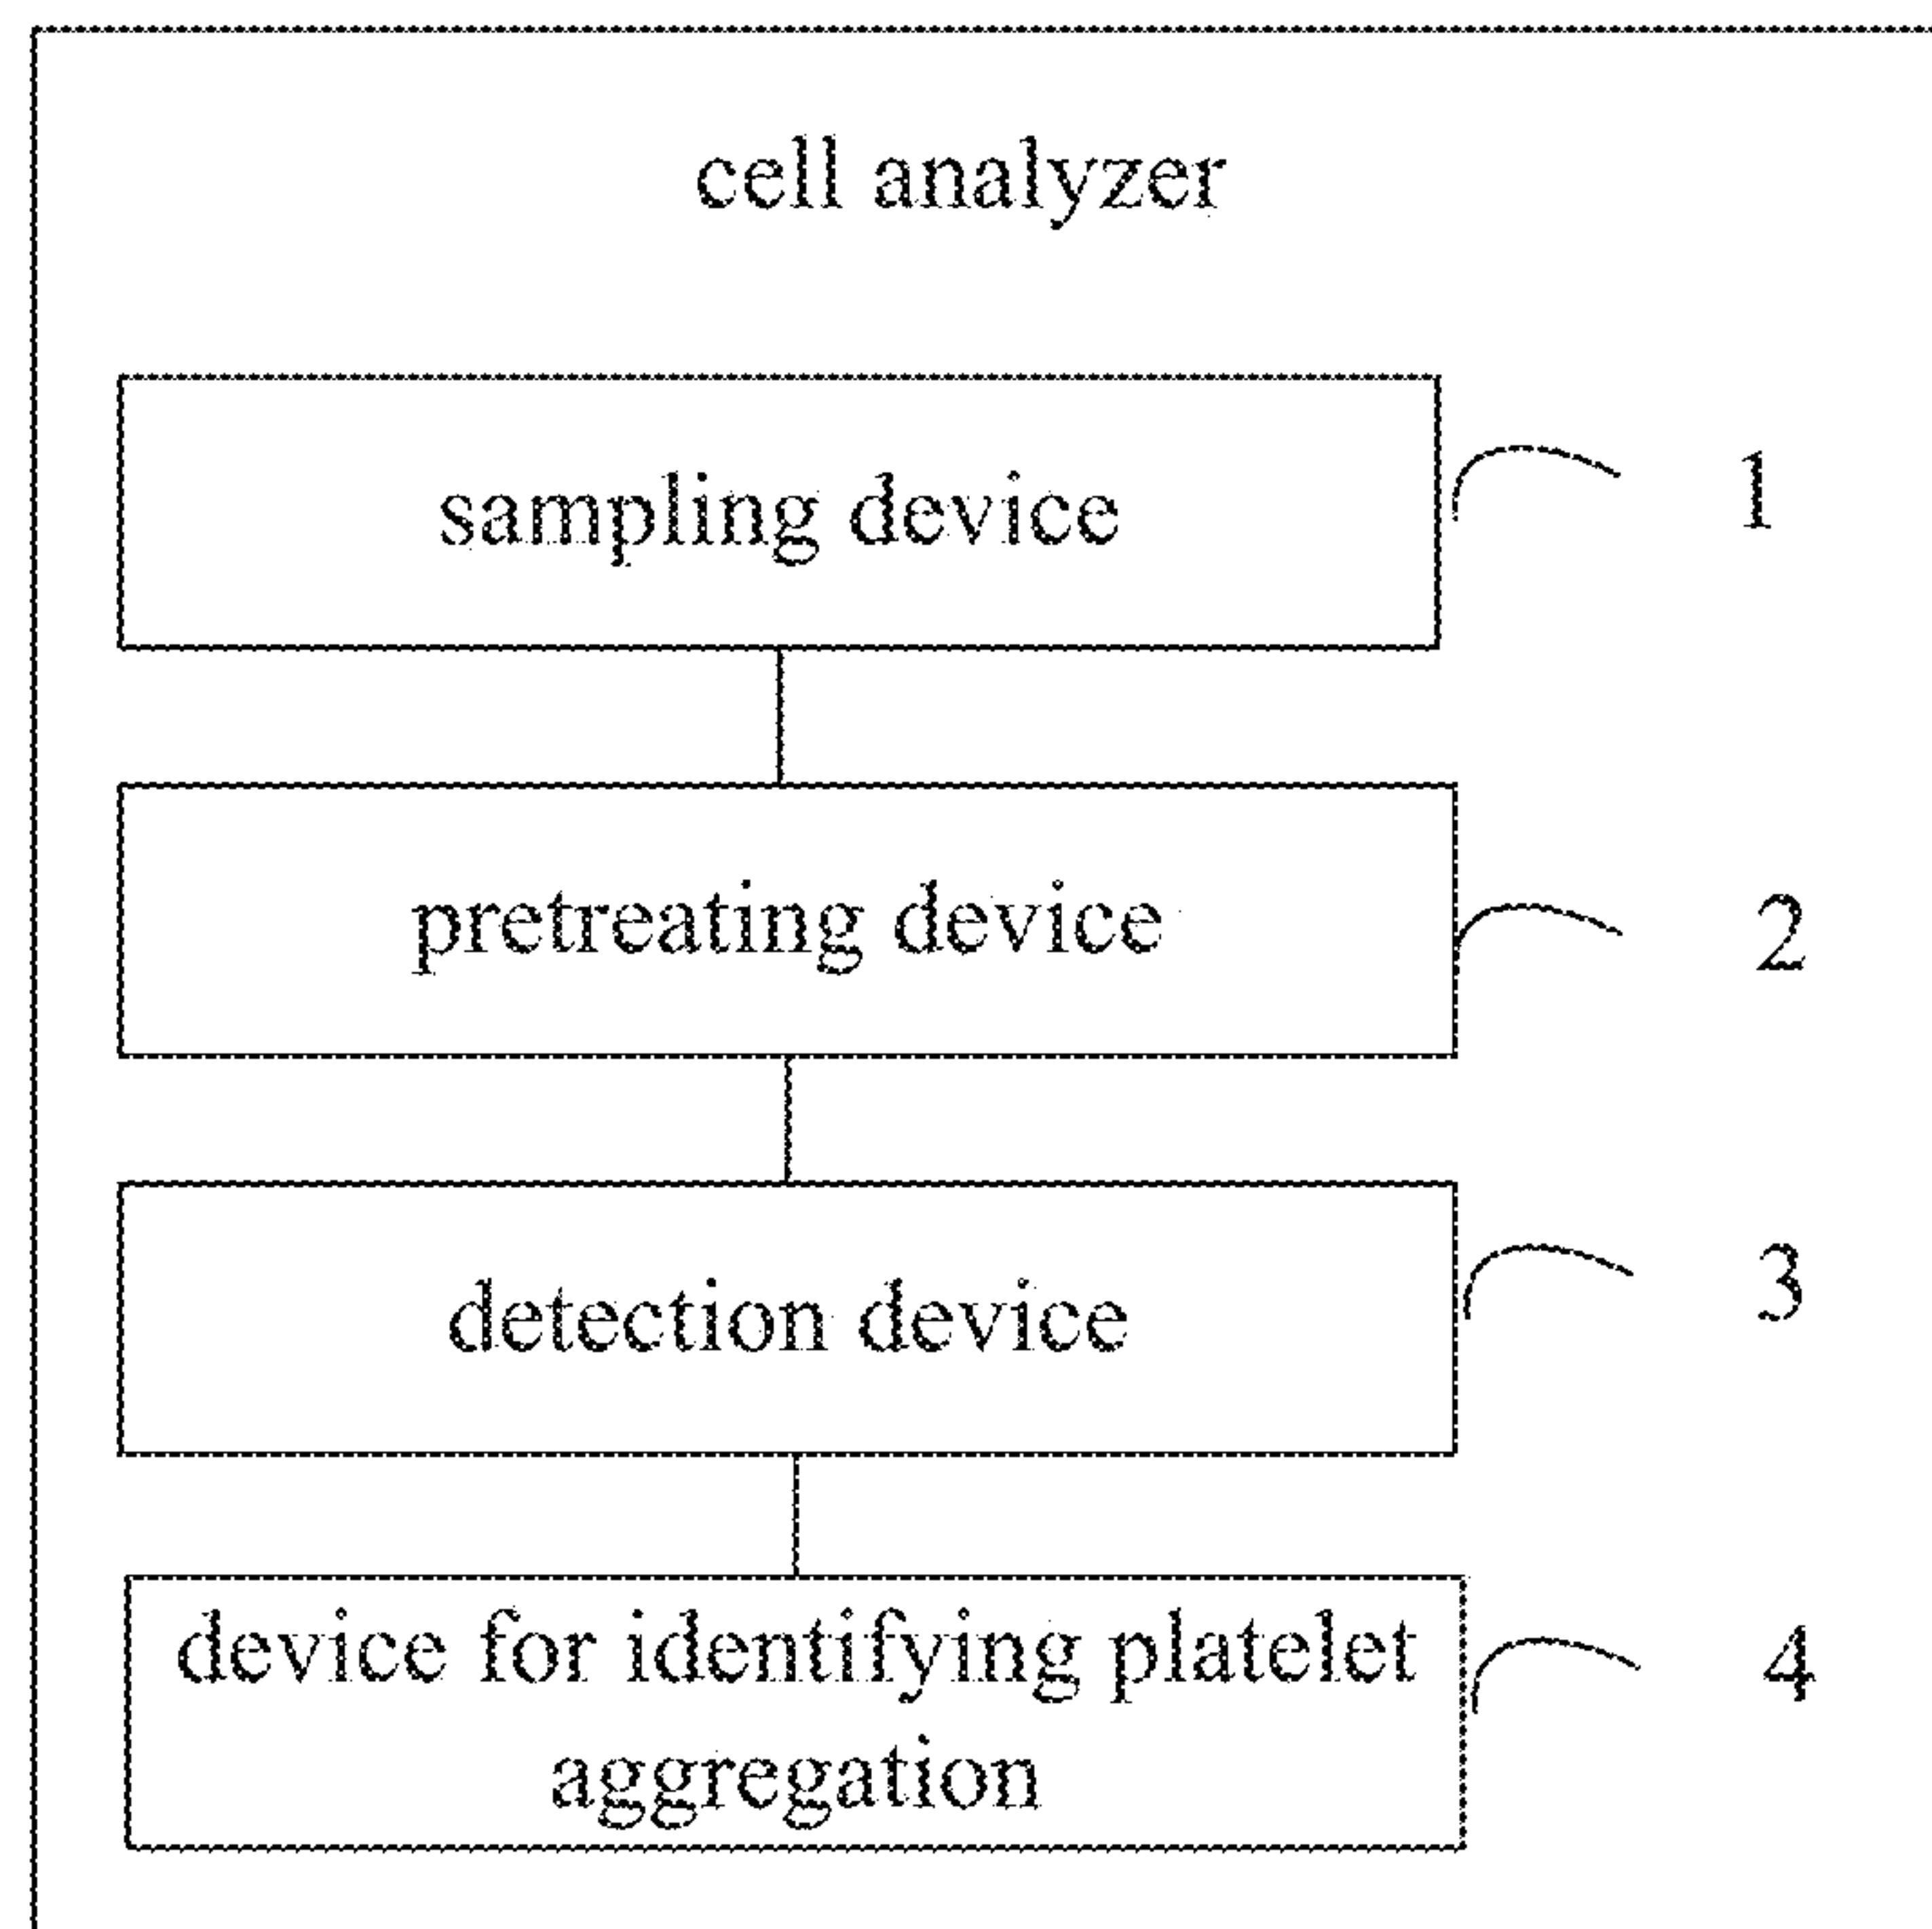 cell analyzer
sampling device
1
pretreating device
2
detection device
3
device for identifying platelet
aggregation
4